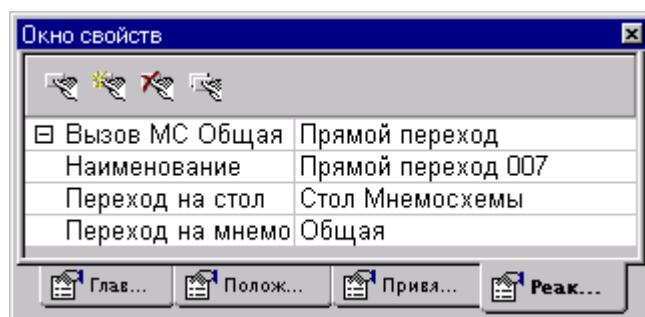 Окно свойств
Вызов МС Общая Прямой переход
Наименование Прямой переход 007
Переход на стол Стол Мнемосхемы
Переход на мнемо Общая
Глав... Полож... Привя... Реак...